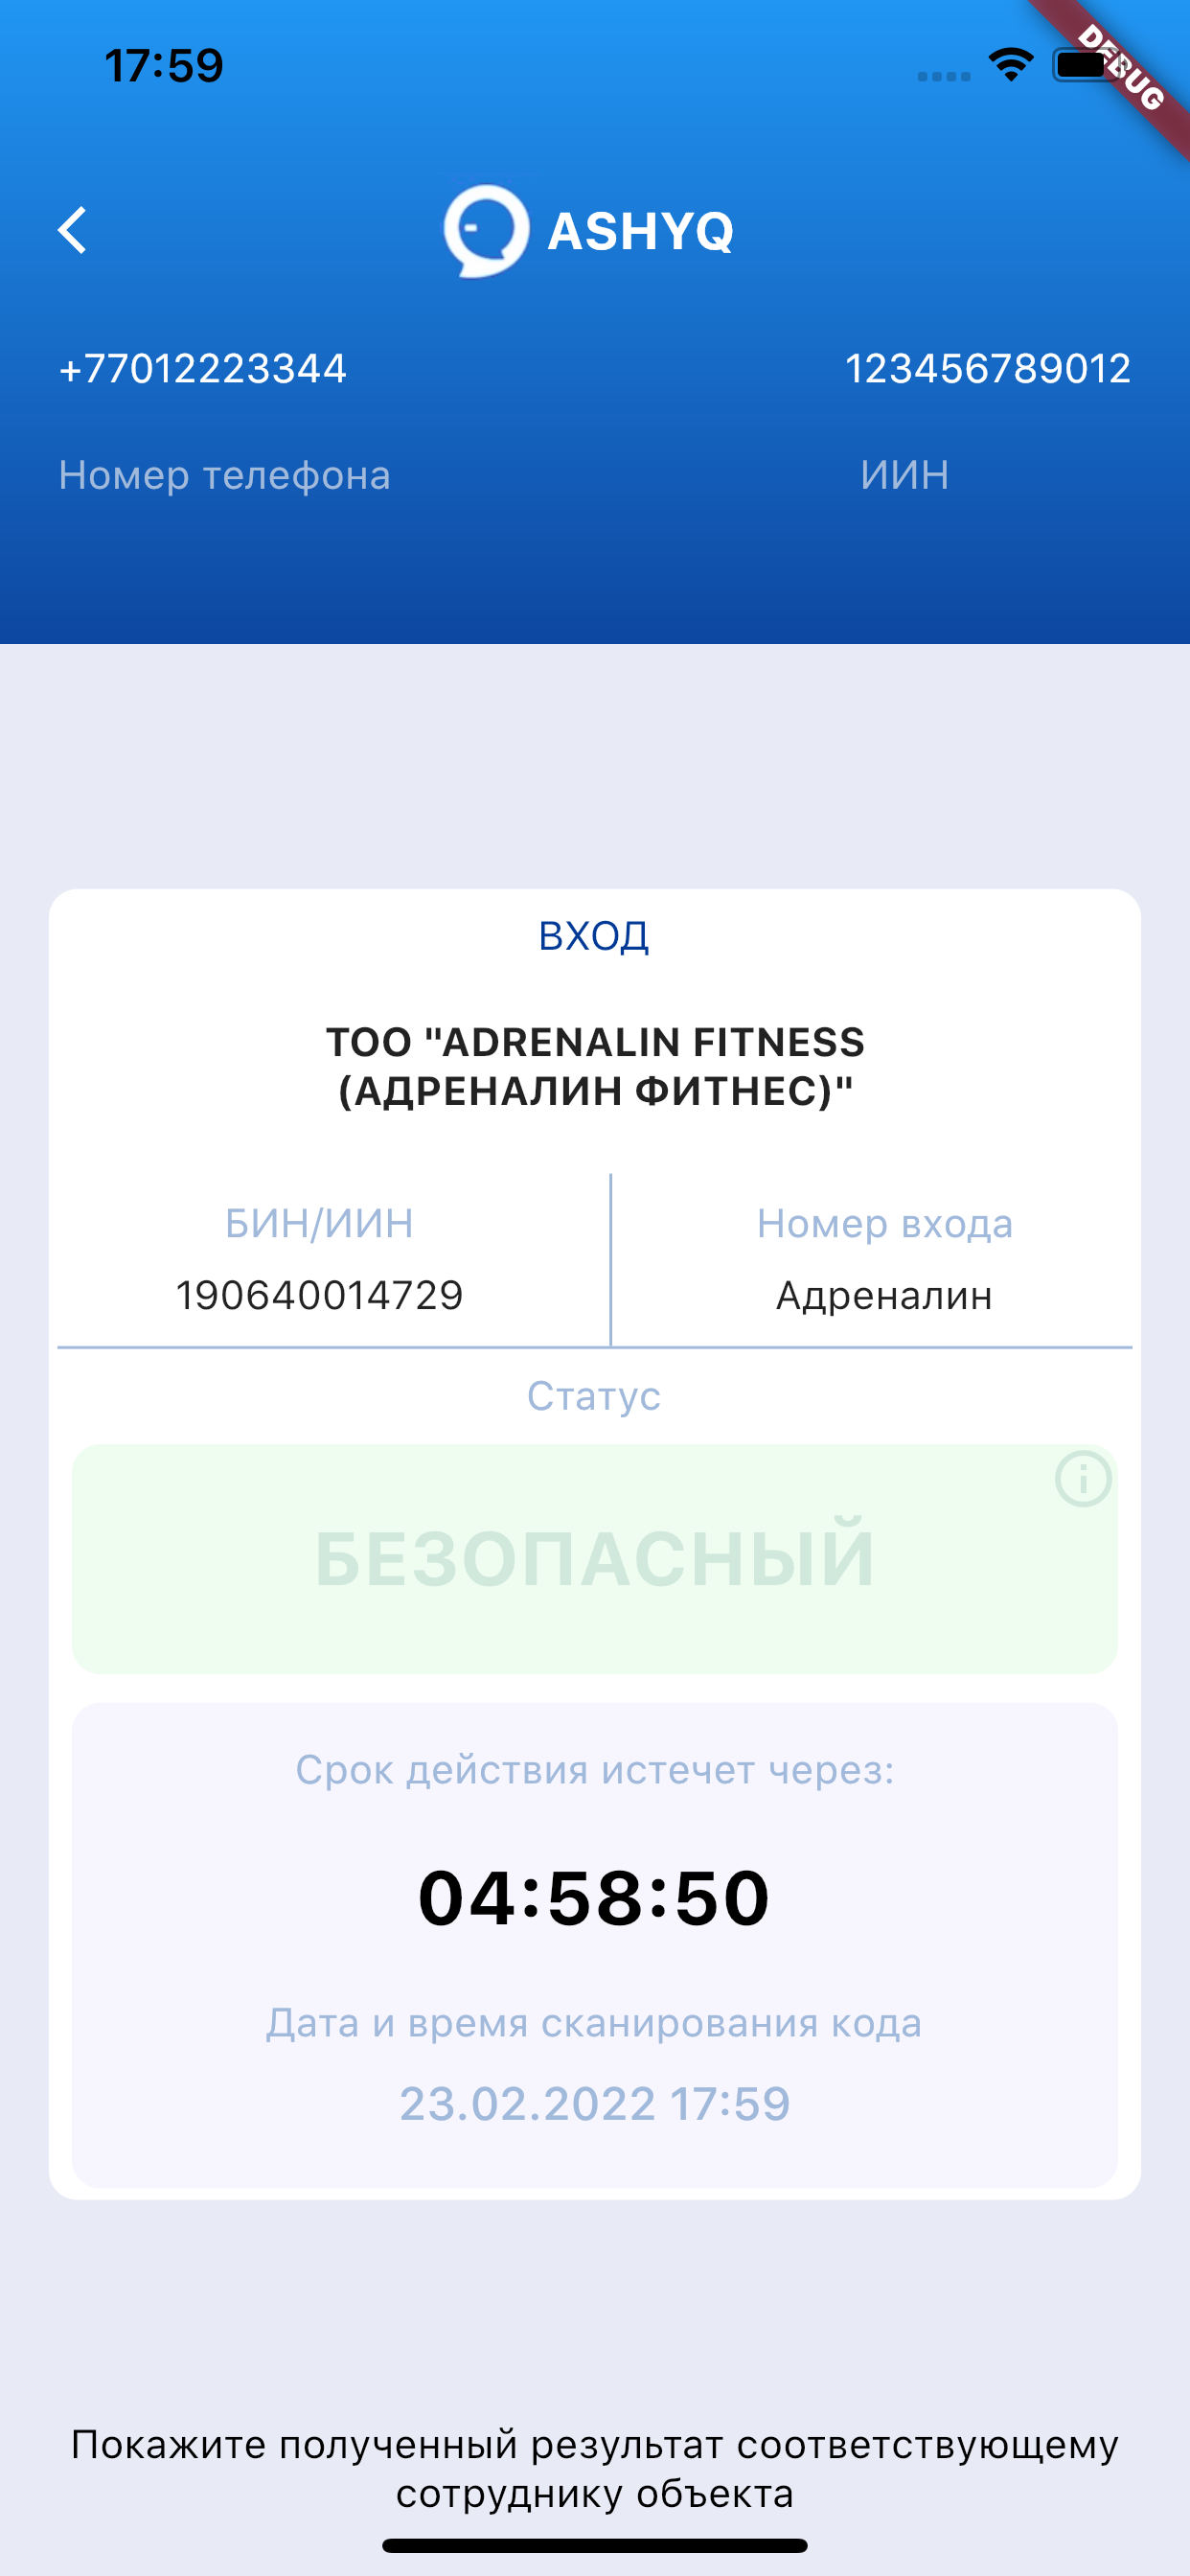 17:59
DEBUG
ASHYQ
+77012223344
123456789012
Номер телефона
ИИН
ВХОД
ТОО "ADRENALIN FITNESS
(АДРЕНАЛИН ФИТНЕС)"
БИН/ИИН
Номер входа
190640014729
Адреналин
Статус
БЕЗОПАСНЫЙ
Срок действия истечет через:
04:58:50
Дата и время сканирования кода
23.02.2022 17:59
Покажите полученный результат соответствующему
сотруднику объекта